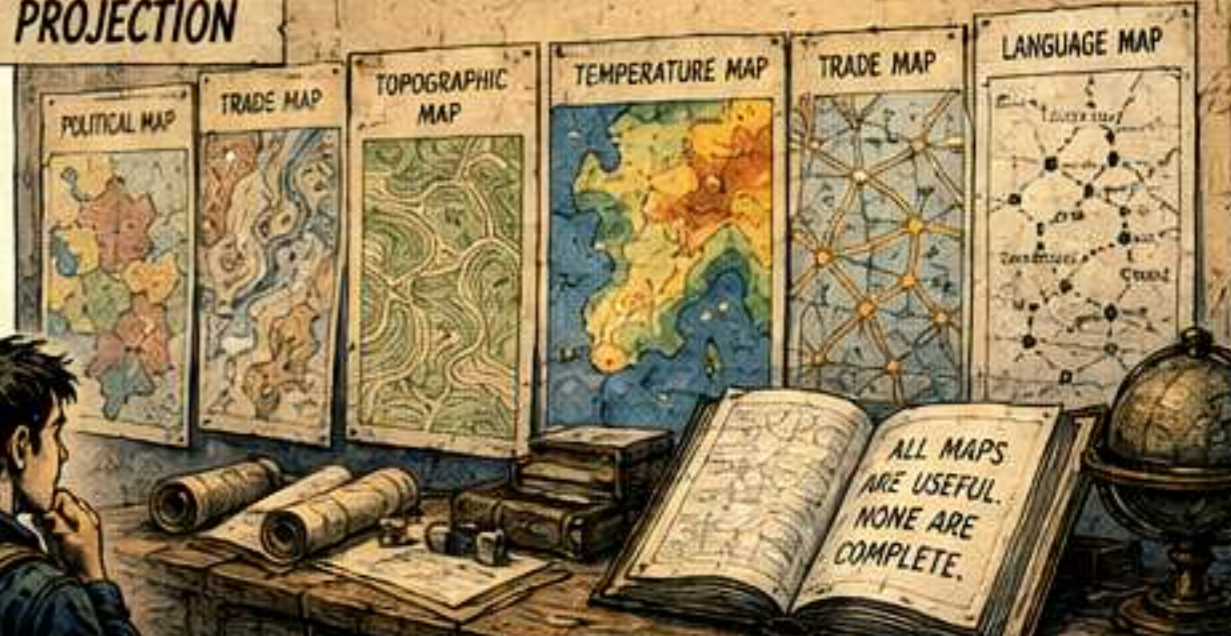 PROJECTION
POLITICAL MAP
TRADE MAP
TOPOGRAPHIC
MAP
TEMPERATURE MAP
TRADE MAP
LANGUAGE MAP
ALL MAPS
ARE USEFUL.
NONE ARE
COMPLETE.